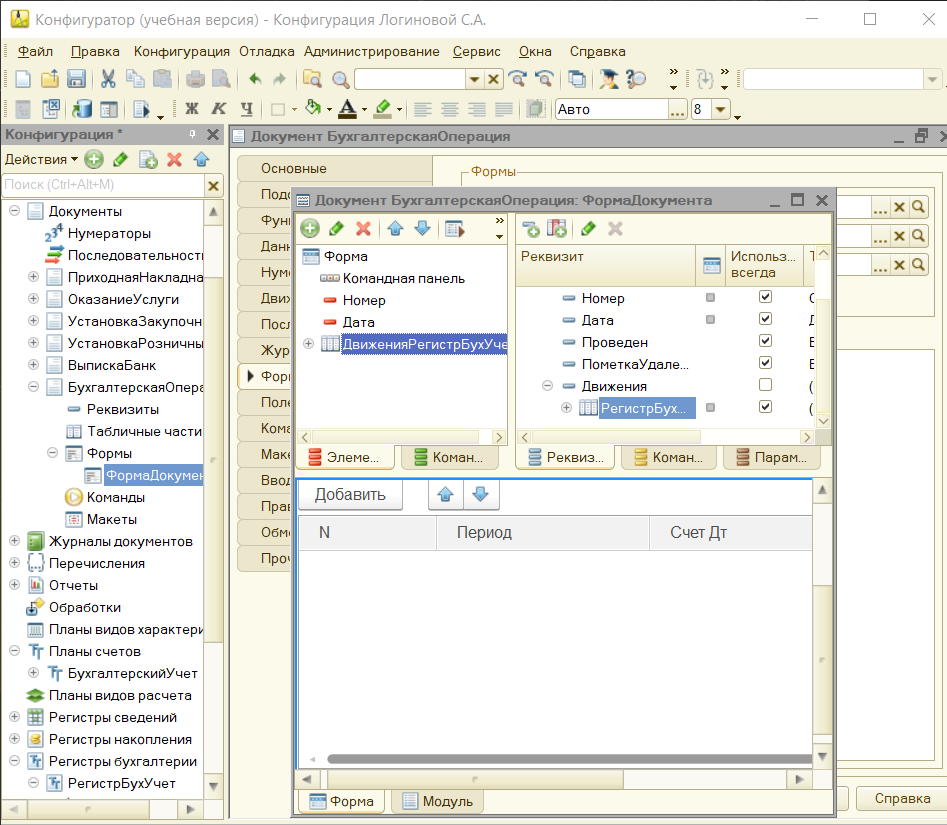 Конфигуратор (учебная версия) - Конфигурация Логиновой С.А.
Файл Правка Конфигурация Отладка Администрирование Сервис Окна Справка
Ж К Ч Авто 8
Конфигурация *
Действия
Поиск (Ctrl+Alt+M)
Документы
Нумераторы
Последовательност
ПриходнаяНакладна
ОказаниеУслуги
УстановкаЗакупочн
УстановкаРозничны
ВыпискаБанк
БухгалтерскаяОпера
Реквизиты
Табличные части
Формы
ФормаДокумен
Команды
Макеты
Журналы документов
Перечисления
Отчеты
Обработки
Планы видов характери
Планы счетов
БухгалтерскийУчет
Планы видов расчета
Регистры сведений
Регистры накопления
Регистры бухгалтерии
РегистрБухУчет
Документ БухгалтерскаяОперация
Основные
Подс
Фун
Данн
Нум
Движ
Посл
Жур
Форм
Поле
Кома
Маке
Ввод
Прав
Обме
Проч
Формы
Справка
Документ БухгалтерскаяОперация: ФормаДокумента
Форма
Командная панель
Номер
Дата
ДвиженияРегистрБухУче
Элеме...
Коман...
Реквизит
Использ...
всегда
Номер
Дата
Проведен
ПометкаУдале...
Движения
РегистрБух...
Реквиз...
Коман...
Парам...
Добавить
N Период Счет Дт
Форма
Модуль